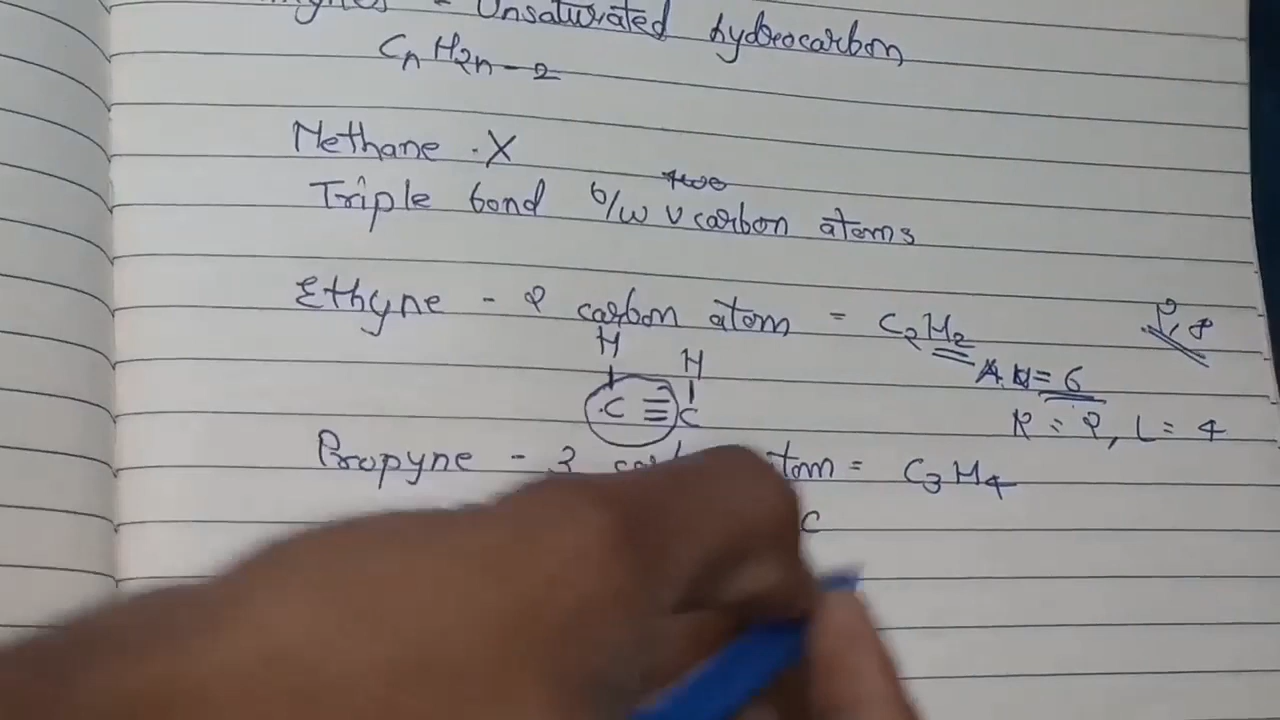 - Unsaturated hydrocarbon
CnH2n-2
Methane - X
two
Triple bond b/w v carbon atoms
Ethyne - 2 carbon atom = C2H2
H H
A.N = 6
C ≡ C
K = 2, L = 4
Propyne - 3 atom = C3H4
C